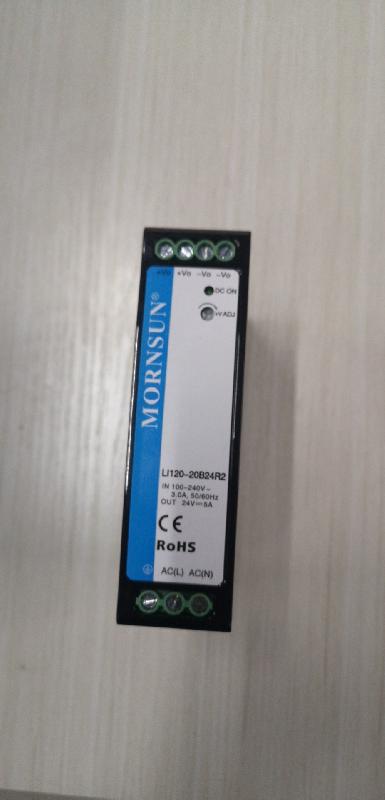 +Vo +Vo -Vo -Vo
DC ON
+V ADJ
MORNSUN®
LI120-20B24R2
IN 100-240V~
3.0A, 50/60Hz
OUT 24V⎓5A
CE
RoHS
AC(L) AC(N)